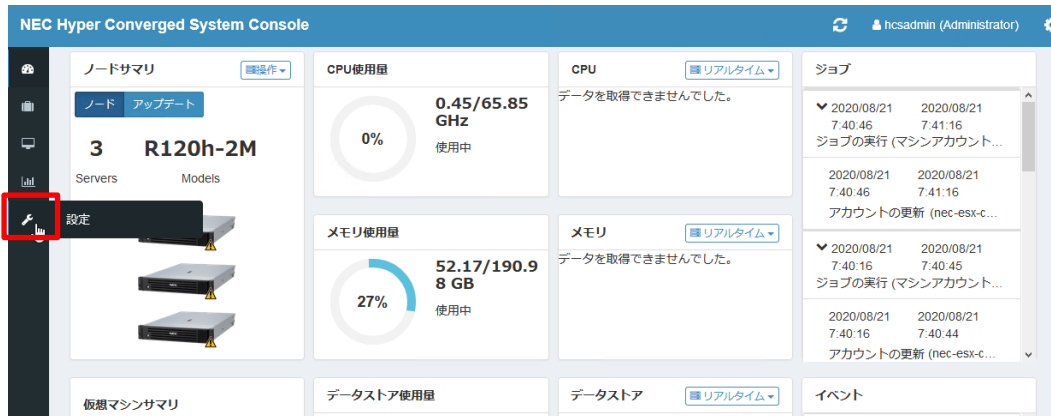 NEC Hyper Converged System Console
hcsadmin (Administrator)
ノードサマリ
操作
ノード
アップデート
3
R120h-2M
Servers
Models
設定
CPU使用量
0%
0.45/65.85
GHz
使用中
CPU
リアルタイム
データを取得できませんでした。
メモリ使用量
27%
52.17/190.9
8 GB
使用中
メモリ
リアルタイム
データを取得できませんでした。
ジョブ
2020/08/21 2020/08/21
7:40:46 7:41:16
ジョブの実行 (マシンアカウント...
2020/08/21 2020/08/21
7:40:46 7:41:16
アカウントの更新 (nec-esx-c...
2020/08/21 2020/08/21
7:40:16 7:40:45
ジョブの実行 (マシンアカウント...
2020/08/21 2020/08/21
7:40:16 7:40:44
アカウントの更新 (nec-esx-c...
仮想マシンサマリ
データストア使用量
データストア
リアルタイム
イベント